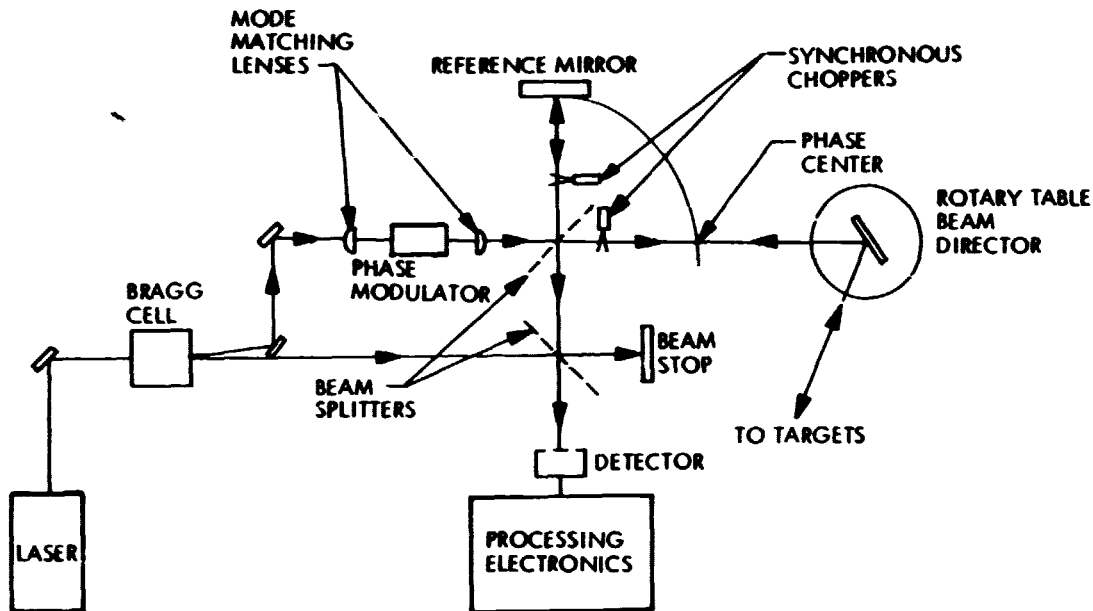 MODE
MATCHING
LENSES
REFERENCE MIRROR
SYNCHRONOUS
CHOPPERS
PHASE
CENTER
ROTARY TABLE
BEAM
DIRECTOR
PHASE
MODULATOR
BRAGG
CELL
BEAM
STOP
BEAM
SPLITTERS
TO TARGETS
DETECTOR
LASER
PROCESSING
ELECTRONICS